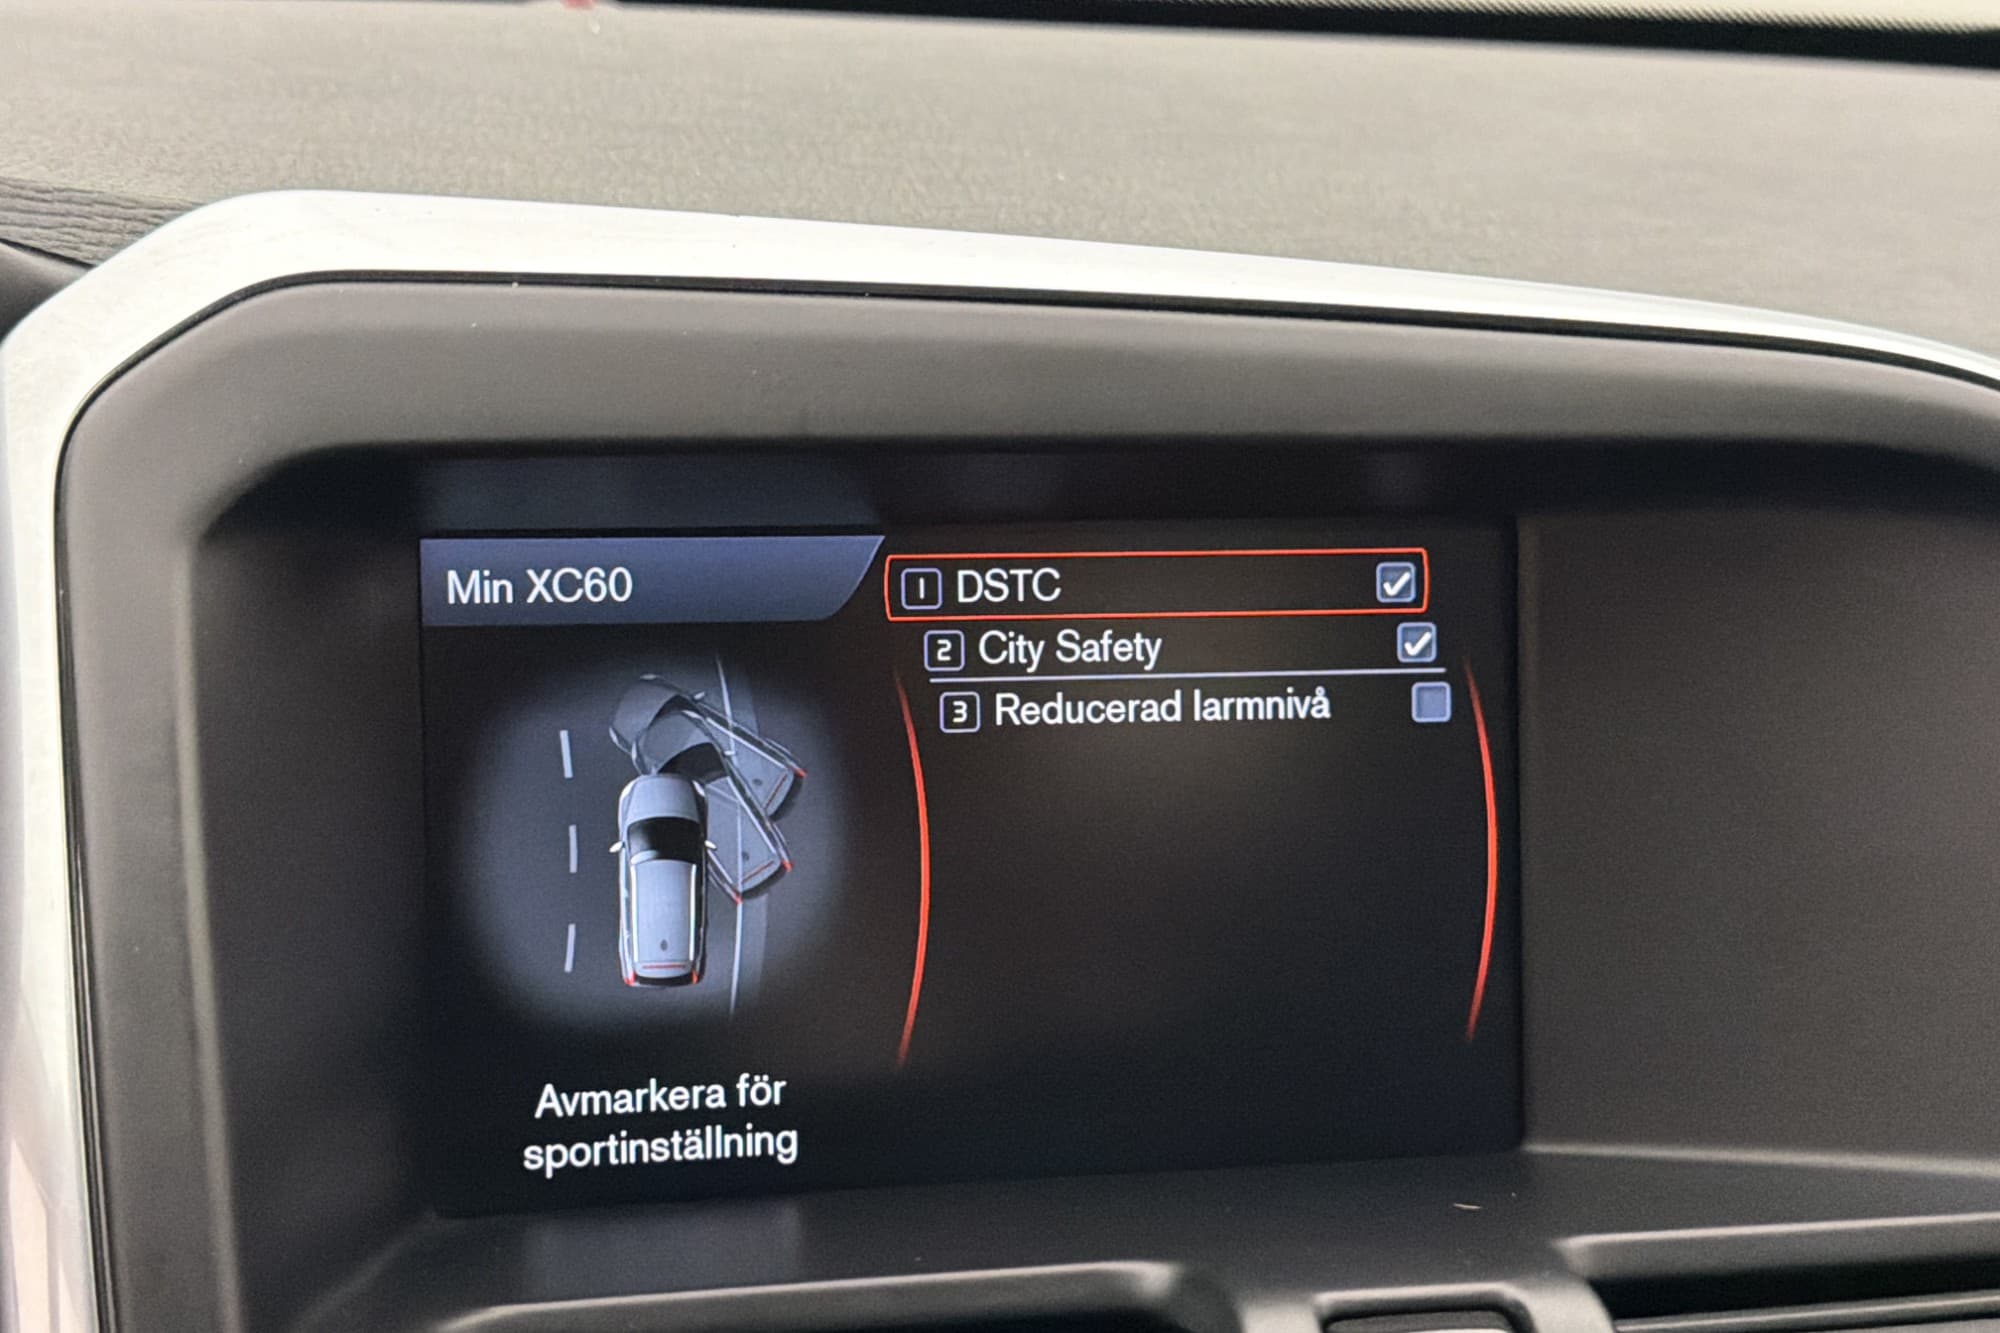 Min XC60
1 DSTC
2 City Safety
3 Reducerad larmnivå
Avmarkera för
sportinställning